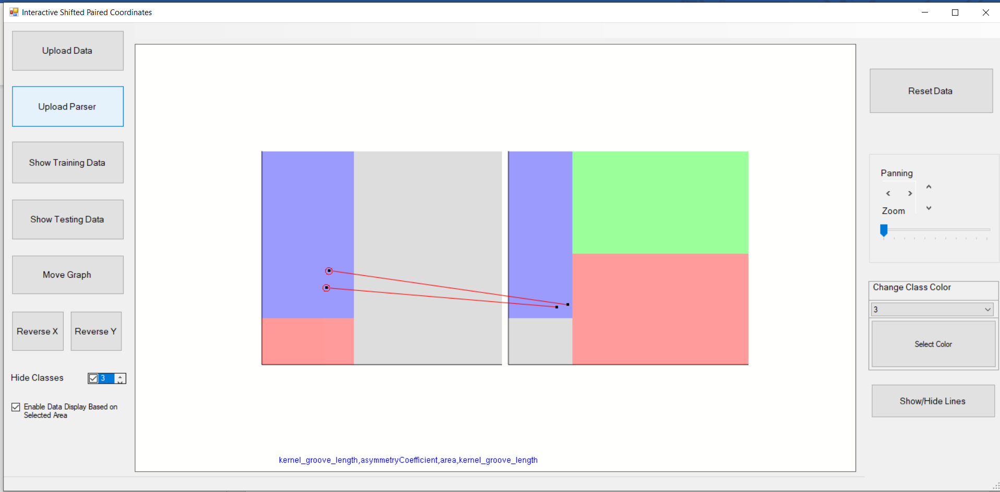 Interactive Shifted Paired Coordinates
Upload Data
Upload Parser
Show Training Data
Show Testing Data
Move Graph
Reverse X
Reverse Y
Hide Classes
3
Enable Data Display Based on
Selected Area
kernel_groove_length,asymmetryCoefficient,area,kernel_groove_length
Reset Data
Panning
Zoom
Change Class Color
3
Select Color
Show/Hide Lines